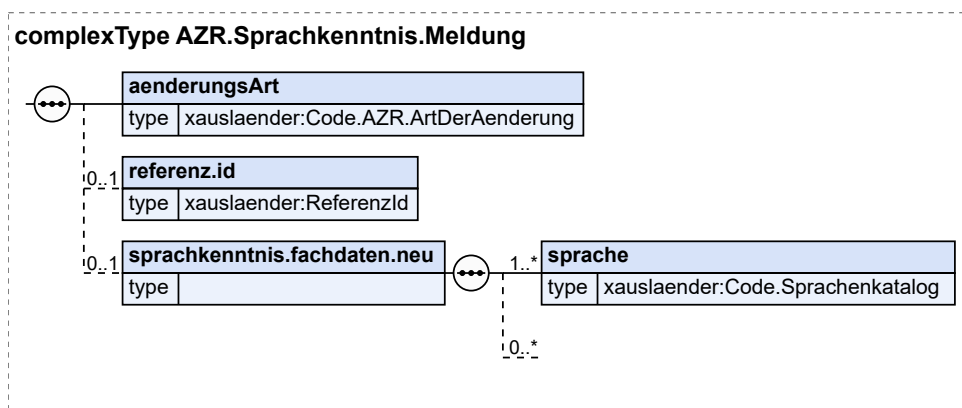 complexType AZR.Sprachkenntnis.Meldung
aenderungsArt
type xauslaender:Code.AZR.ArtDerAenderung
0..1 referenz.id
type xauslaender:ReferenzId
0..1 sprachkenntnis.fachdaten.neu 1..* sprache
type type xauslaender:Code.Sprachenkatalog
0..*